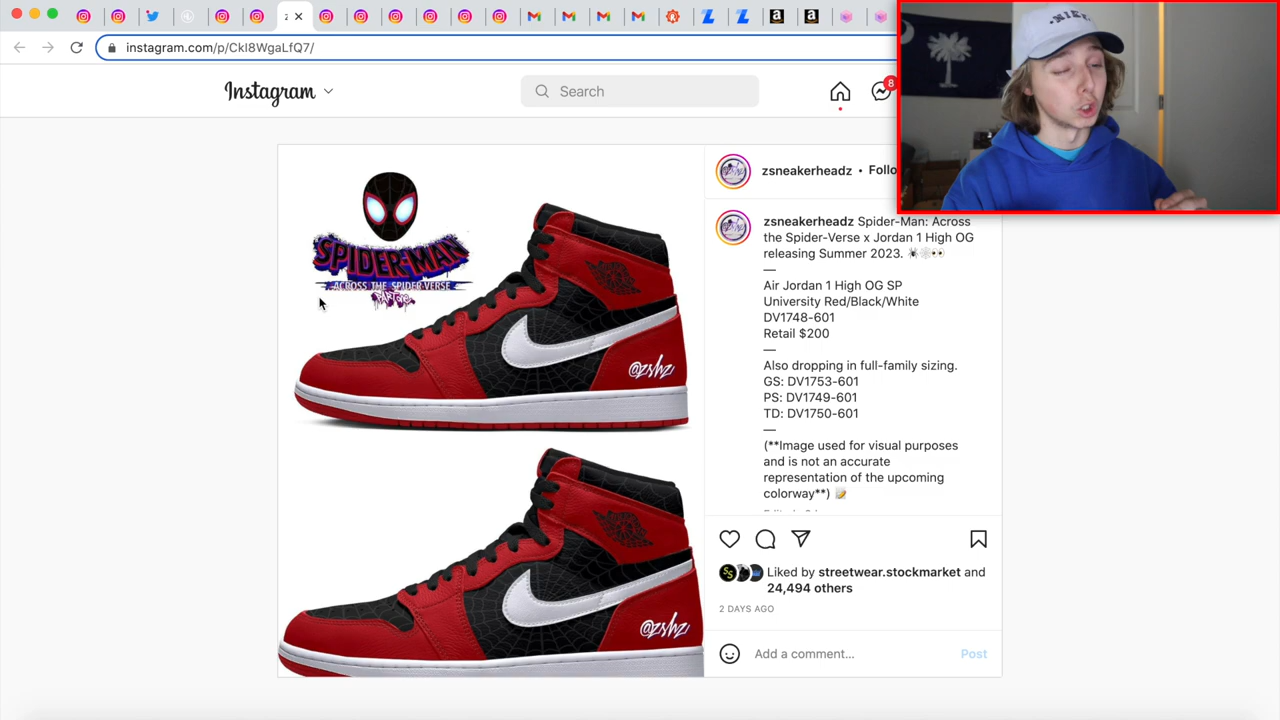 instagram.com/p/CkI8WgaLfQ7/
Instagram
Search
8
SPIDER-MAN
ACROSS THE SPIDER-VERSE
PART ONE
@zshz
@zshz
zsneakerheadz • Follo
zsneakerheadz Spider-Man: Across
the Spider-Verse x Jordan 1 High OG
releasing Summer 2023. 🕷🕸👀
—
Air Jordan 1 High OG SP
University Red/Black/White
DV1748-601
Retail $200
—
Also dropping in full-family sizing.
GS: DV1753-601
PS: DV1749-601
TD: DV1750-601
—
(**Image used for visual purposes
and is not an accurate
representation of the upcoming
colorway**) 📝
Liked by streetwear.stockmarket and
24,494 others
2 DAYS AGO
Add a comment...
Post